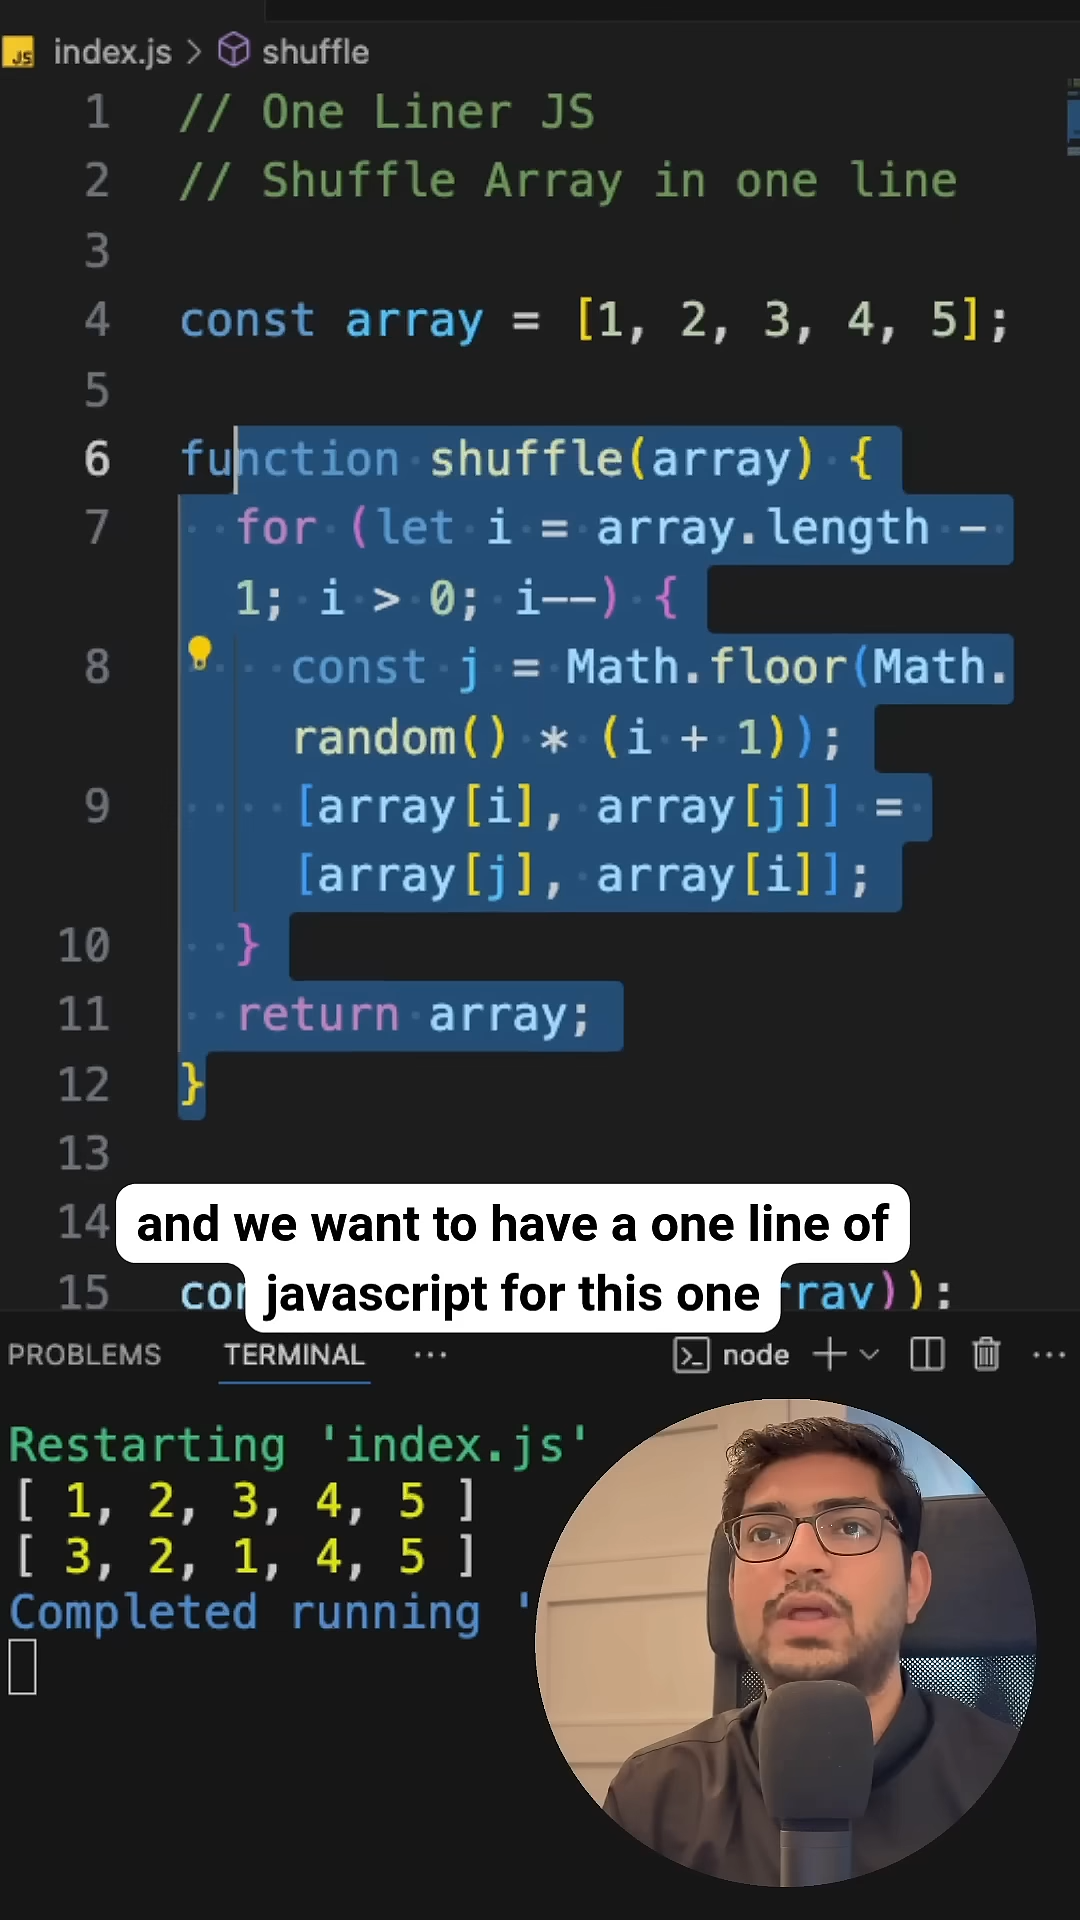 JS index.js > shuffle
1 // One Liner JS
2 // Shuffle Array in one line
3
4 const array = [1, 2, 3, 4, 5];
5
6 function shuffle(array) {
7 for (let i = array.length -
1; i > 0; i--) {
8 const j = Math.floor(Math.
random() * (i + 1));
9 [array[i], array[j]] =
[array[j], array[i]];
10 }
11 return array;
12 }
13
14
and we want to have a one line of
javascript for this one
15
PROBLEMS TERMINAL ... node
Restarting 'index.js'
[ 1, 2, 3, 4, 5 ]
[ 3, 2, 1, 4, 5 ]
Completed running '